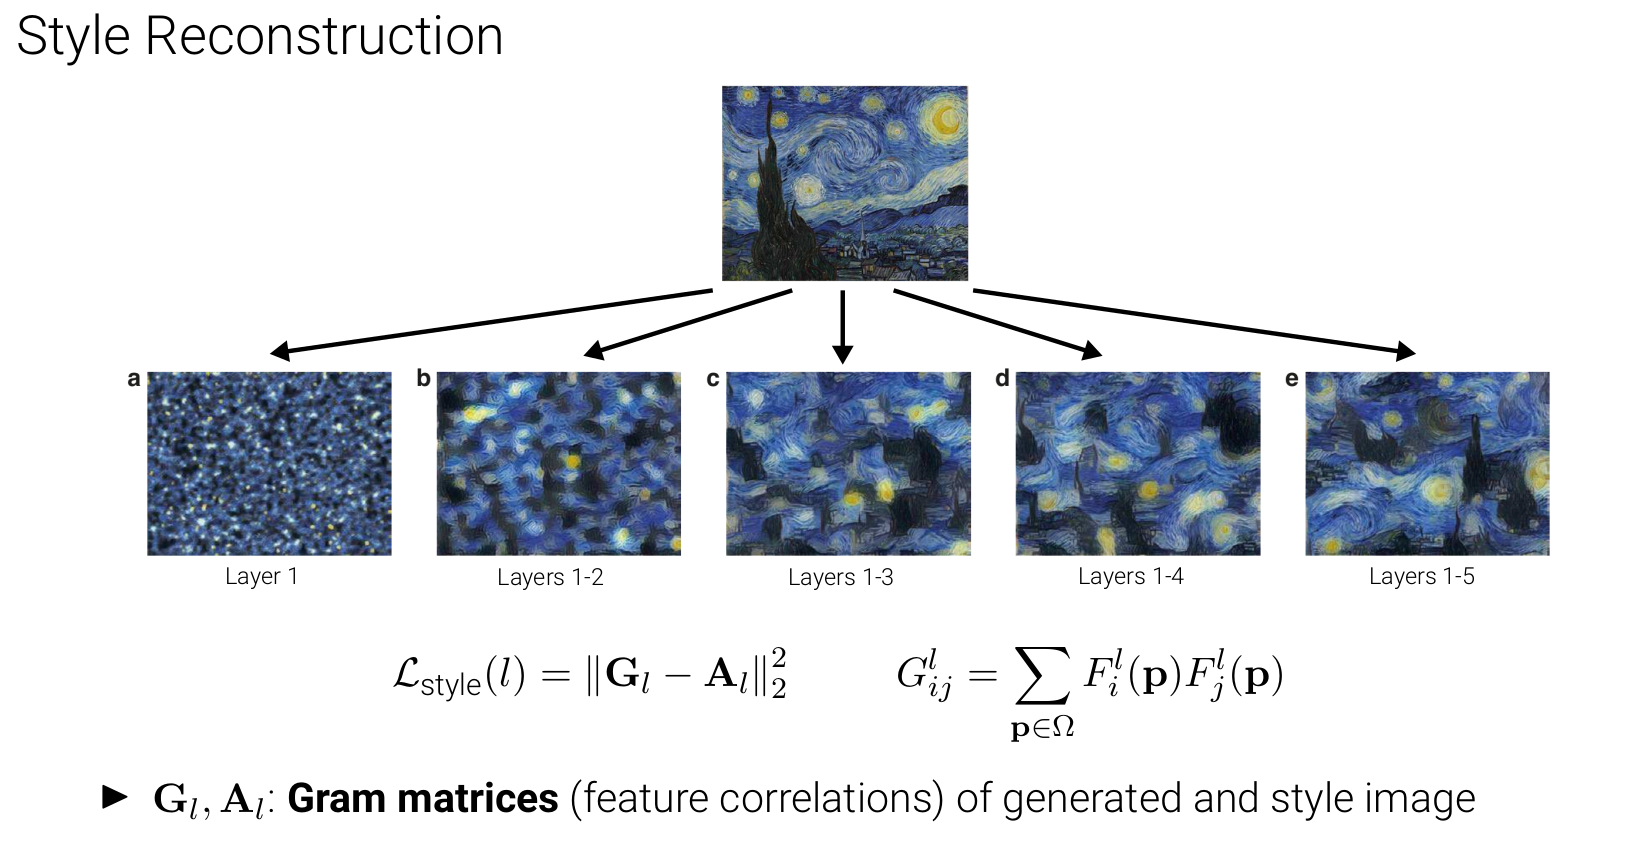 Style Reconstruction
a b c d e
Layer 1 Layers 1-2 Layers 1-3 Layers 1-4 Layers 1-5
$\mathcal{L}_{\text{style}}(l) = \|\mathbf{G}_l - \mathbf{A}_l\|_2^2$ $G_{ij}^l = \sum_{\mathbf{p} \in \Omega} F_i^l(\mathbf{p}) F_j^l(\mathbf{p})$
► $\mathbf{G}_l, \mathbf{A}_l$: Gram matrices (feature correlations) of generated and style image